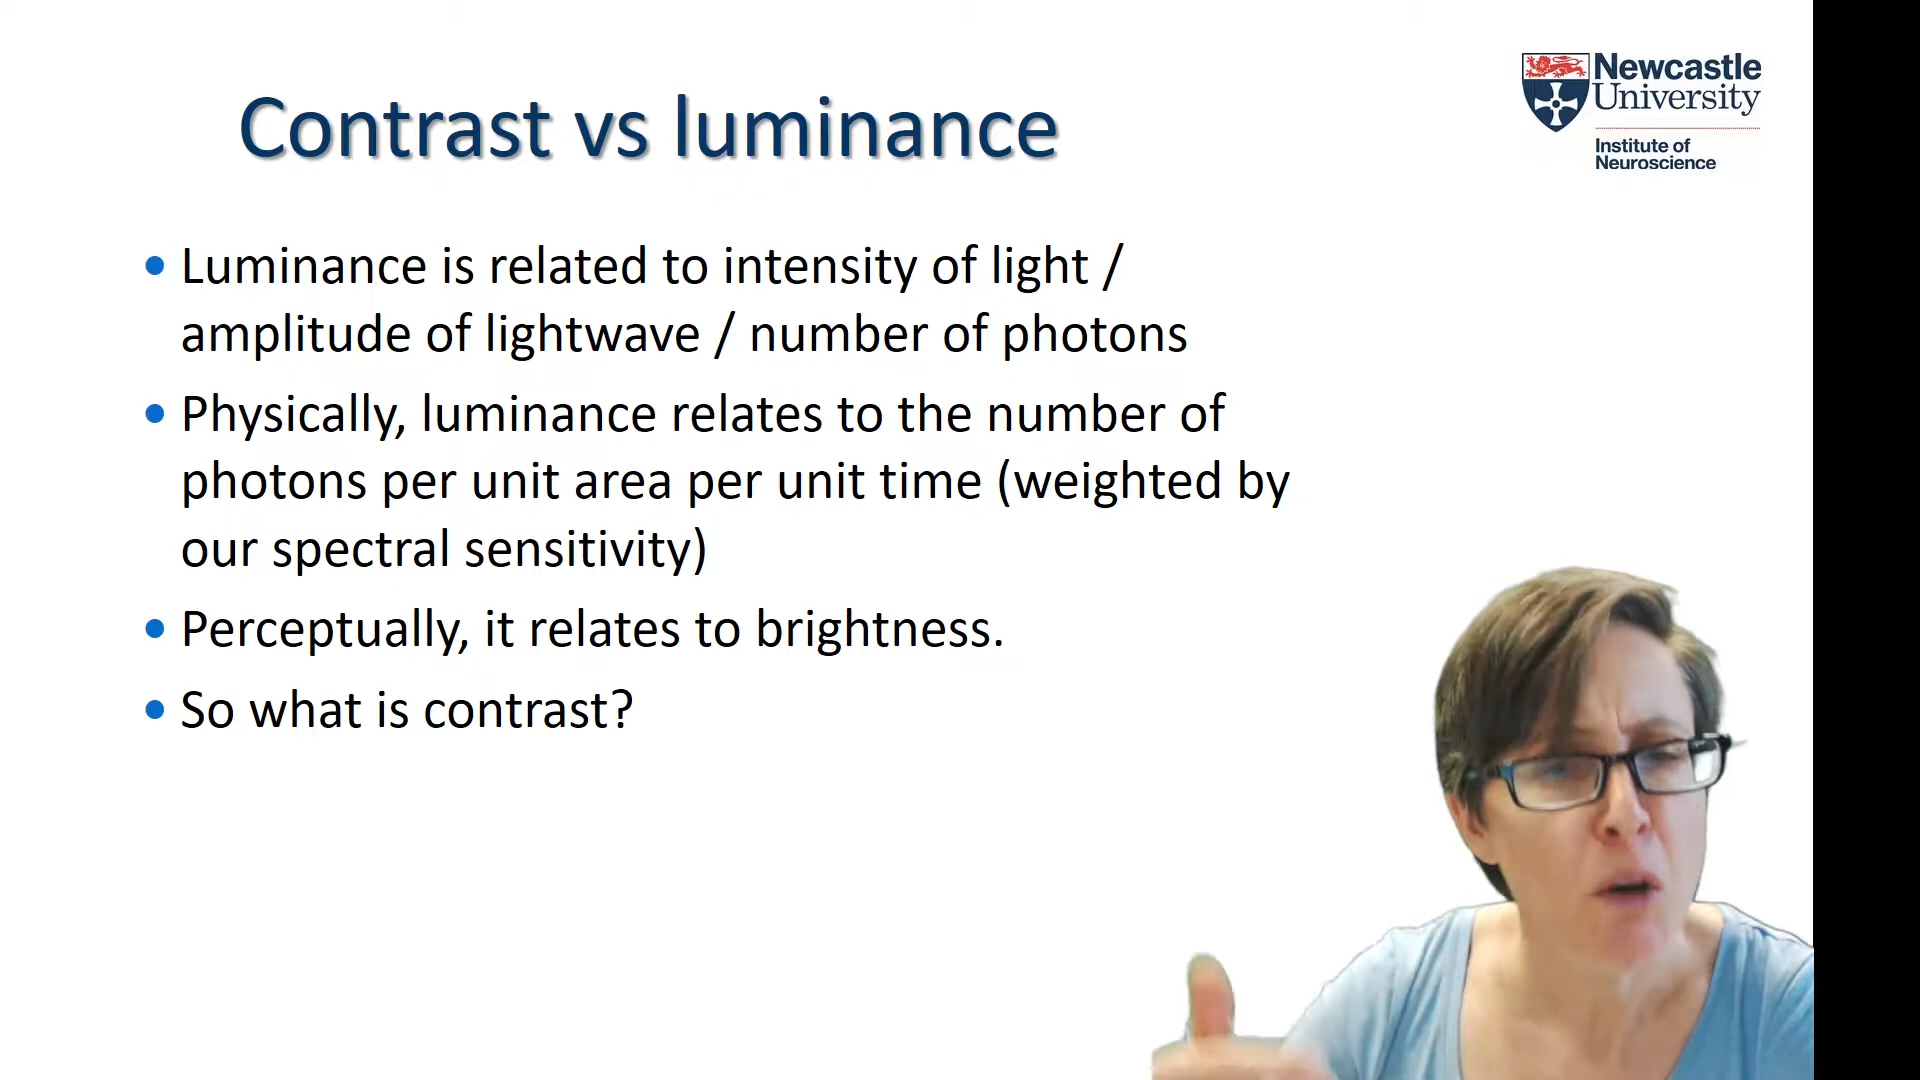 Contrast vs luminance
Newcastle
University
Institute of
Neuroscience
• Luminance is related to intensity of light /
amplitude of lightwave / number of photons
• Physically, luminance relates to the number of
photons per unit area per unit time (weighted by
our spectral sensitivity)
• Perceptually, it relates to brightness.
• So what is contrast?